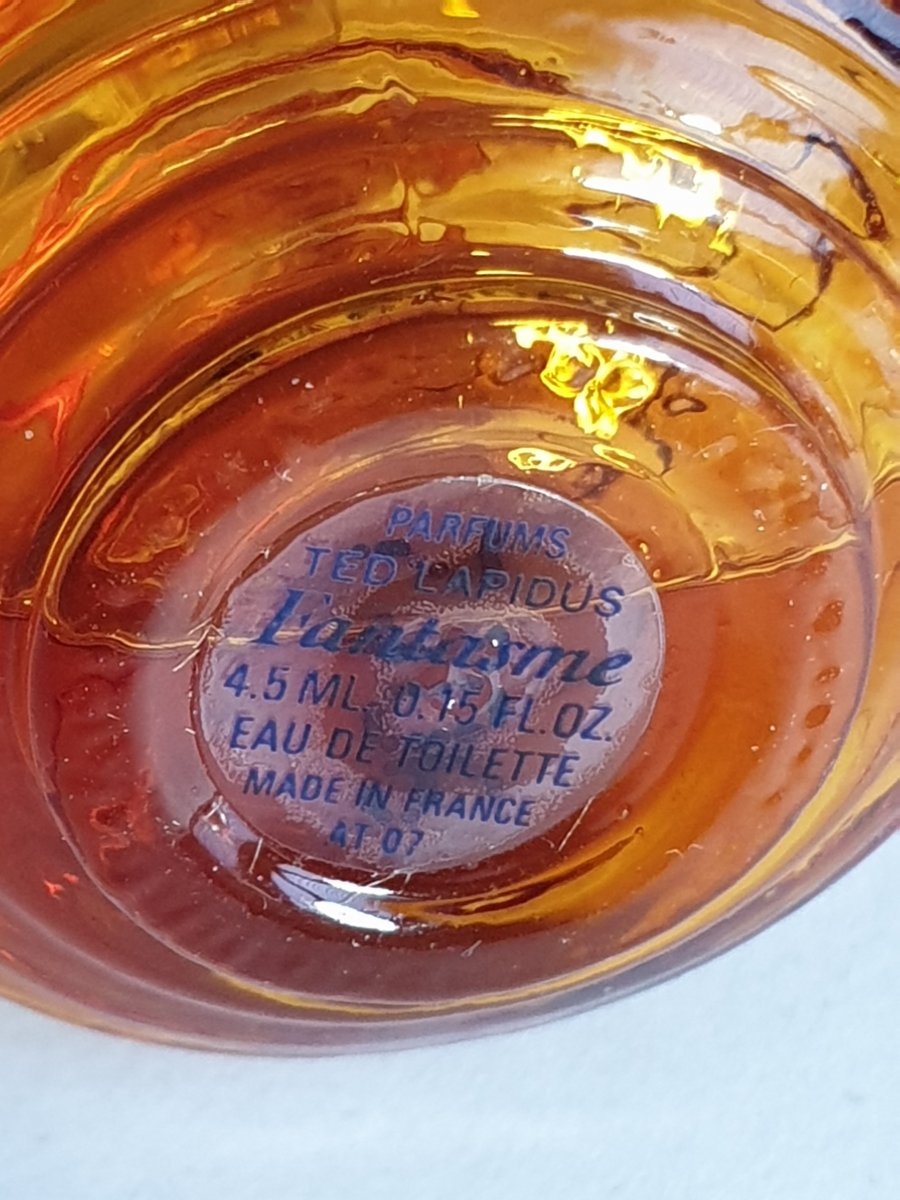 PARFUMS
TED LAPIDUS
Fantasme
4.5 ML. 0.15 FL.OZ.
EAU DE TOILETTE
MADE IN FRANCE
AT 07